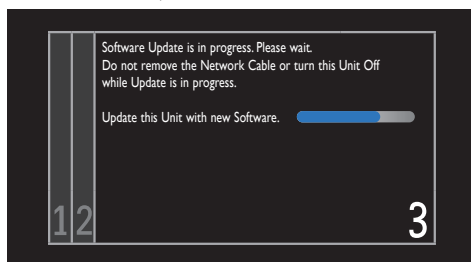 Software Update is in progress. Please wait.
Do not remove the Network Cable or turn this Unit Off
while Update is in progress.
Update this Unit with new Software.
1 2
3